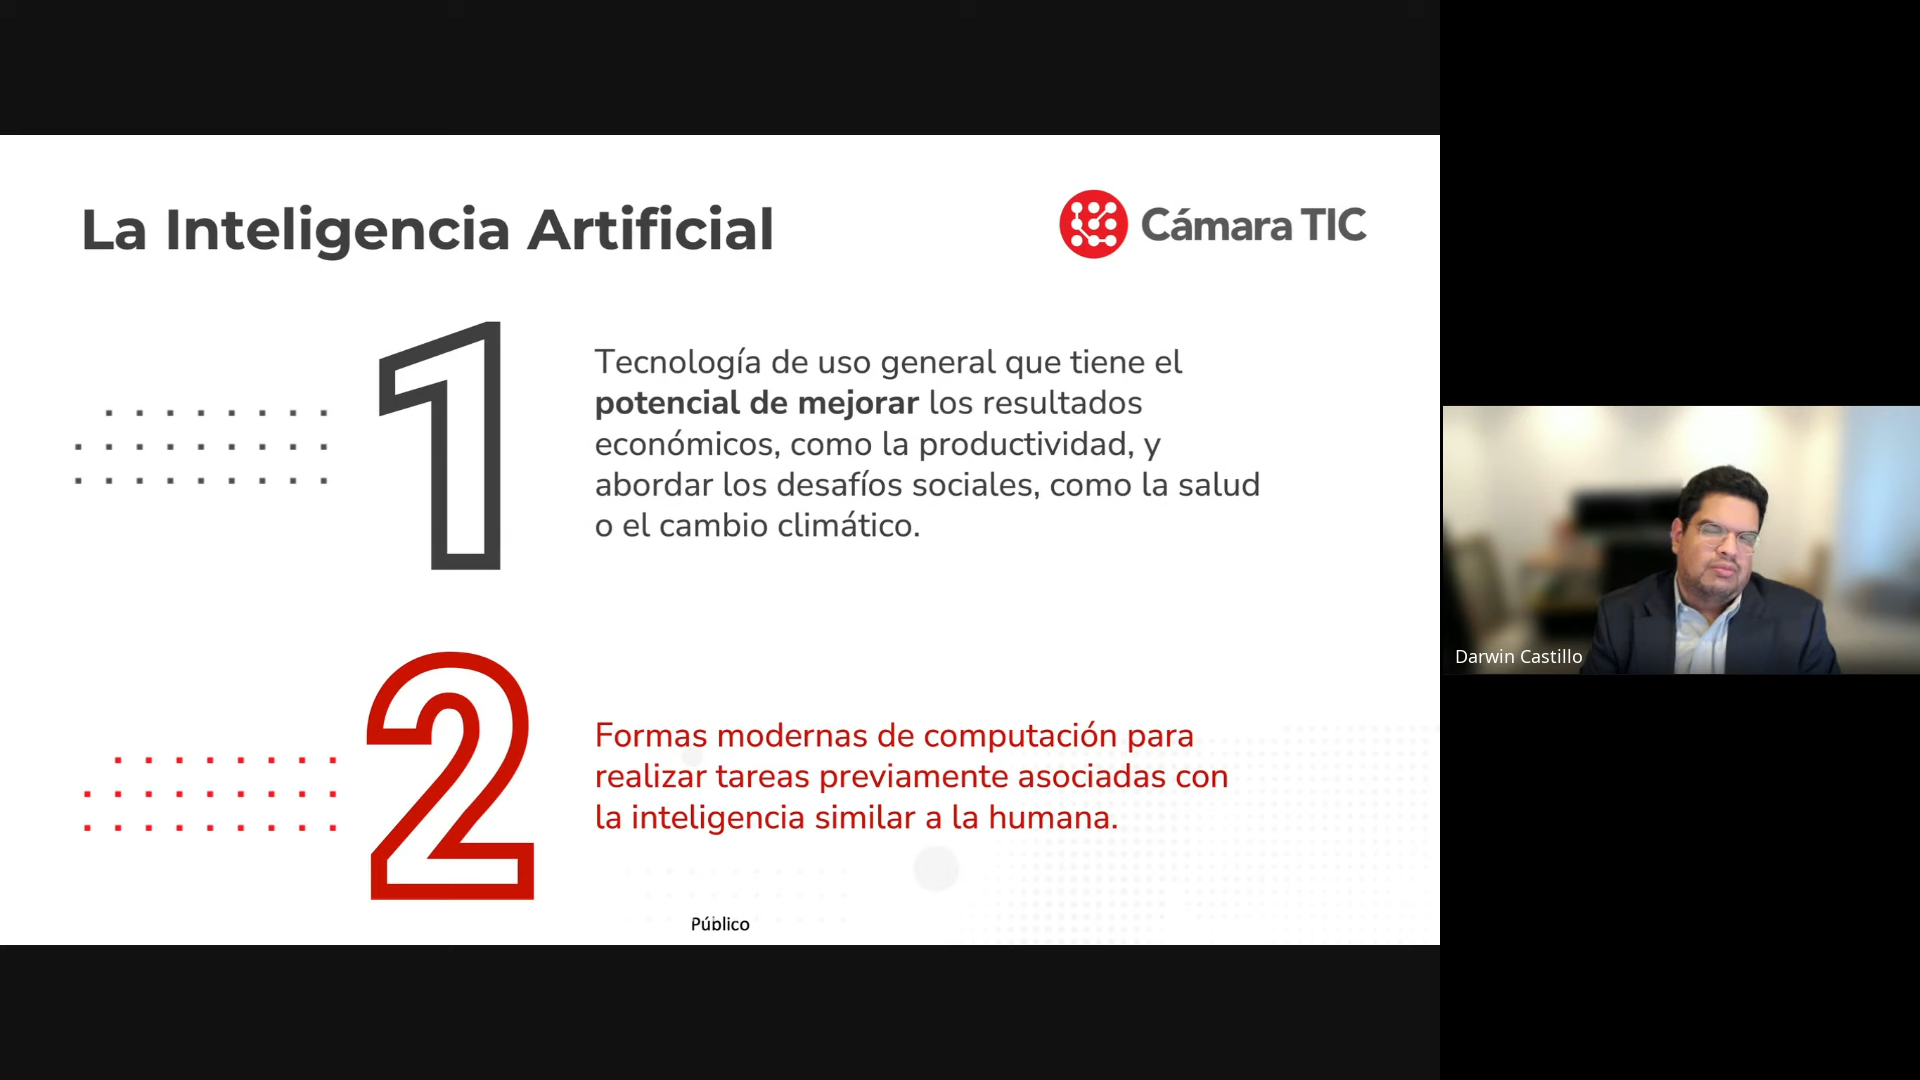 La Inteligencia Artificial
Cámara TIC
1
Tecnología de uso general que tiene el
potencial de mejorar los resultados
económicos, como la productividad, y
abordar los desafíos sociales, como la salud
o el cambio climático.
2
Formas modernas de computación para
realizar tareas previamente asociadas con
la inteligencia similar a la humana.
Público
Darwin Castillo